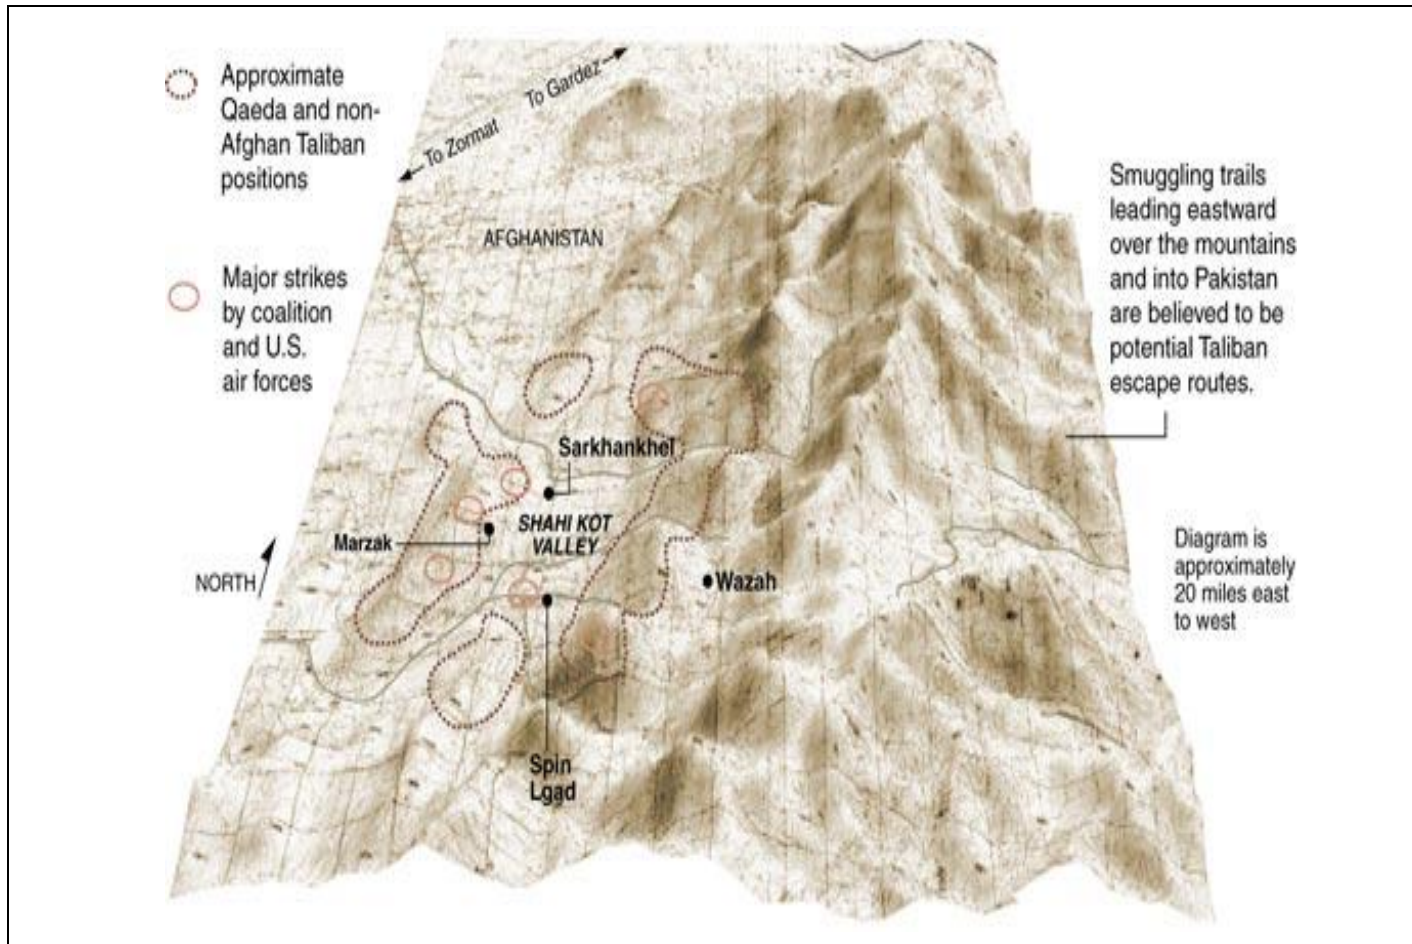 Approximate
Qaeda and non-
Afghan Taliban
positions
Major strikes
by coalition
and U.S.
air forces
To Gardez
To Zormat
AFGHANISTAN
Smuggling trails
leading eastward
over the mountains
and into Pakistan
are believed to be
potential Taliban
escape routes.
Sarkhankhel
SHAHI KOT
VALLEY
Marzak
NORTH
Wazah
Diagram is
approximately
20 miles east
to west
Spin
Lgad